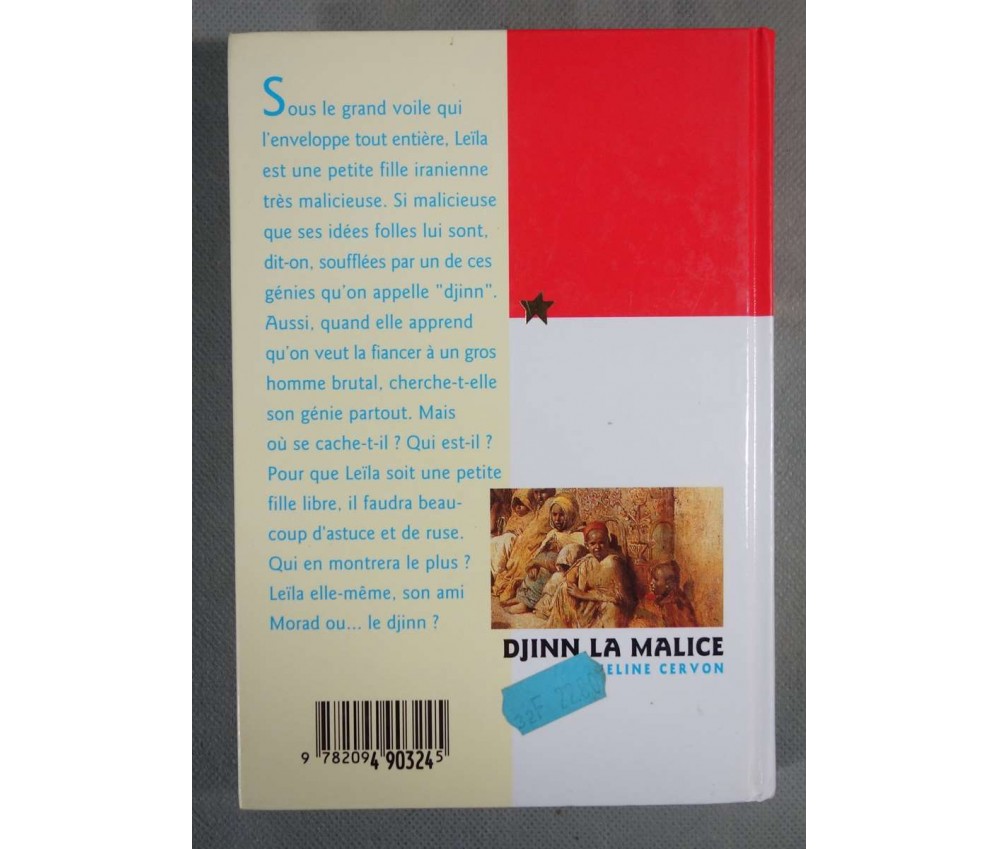 Sous le grand voile qui
l'enveloppe tout entière, Leïla
est une petite fille iranienne
très malicieuse. Si malicieuse
que ses idées folles lui sont,
dit-on, soufflées par un de ces
génies qu'on appelle "djinn".
Aussi, quand elle apprend
qu'on veut la fiancer à un gros
homme brutal, cherche-t-elle
son génie partout. Mais
où se cache-t-il ? Qui est-il ?
Pour que Leïla soit une petite
fille libre, il faudra beau-
coup d'astuce et de ruse.
Qui en montrera le plus ?
Leïla elle-même, son ami
Morad ou... le djinn ?
DJINN LA MALICE
CERVON
32F
9 782094 903245